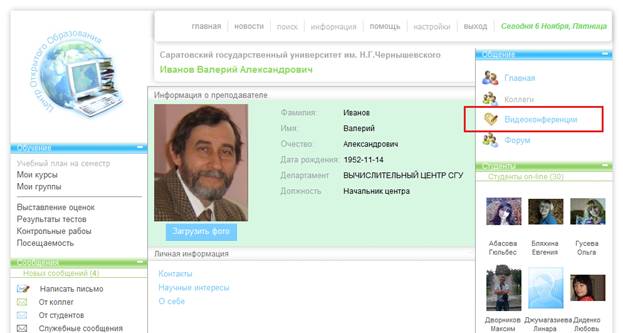 главная новости поиск информация помощь настройки выход Сегодня 6 Ноября, Пятница
Центр Открытого Образования
Саратовский государственный университет им. Н.Г.Чернышевского
Иванов Валерий Александрович
Обучение
Учебный план на семестр
Мои курсы
Мои группы
Выставление оценок
Результаты тестов
Контрольные рабоы
Посещаемость
Сообщения
Новых сообщений (4)
Написать письмо
От коллег
От студентов
Служебные сообщения
Информация о преподавателе
Фамилия: Иванов
Имя: Валерий
Очество: Александрович
Дата рождения: 1952-11-14
Департамент ВЫЧИСЛИТЕЛЬНЫЙ ЦЕНТР СГУ
Должность Начальник центра
Загрузить фото
Личная информация
Контакты
Научные интересы
О себе
Общение
Главная
Коллеги
Видеоконференции
Форум
Студенты
Студенты on-line (30)
Абасова Гюльбес
Бляхина Евгения
Гусева Ольга
Дворников Максим
Джумагазиева Линара
Диденко Любовь